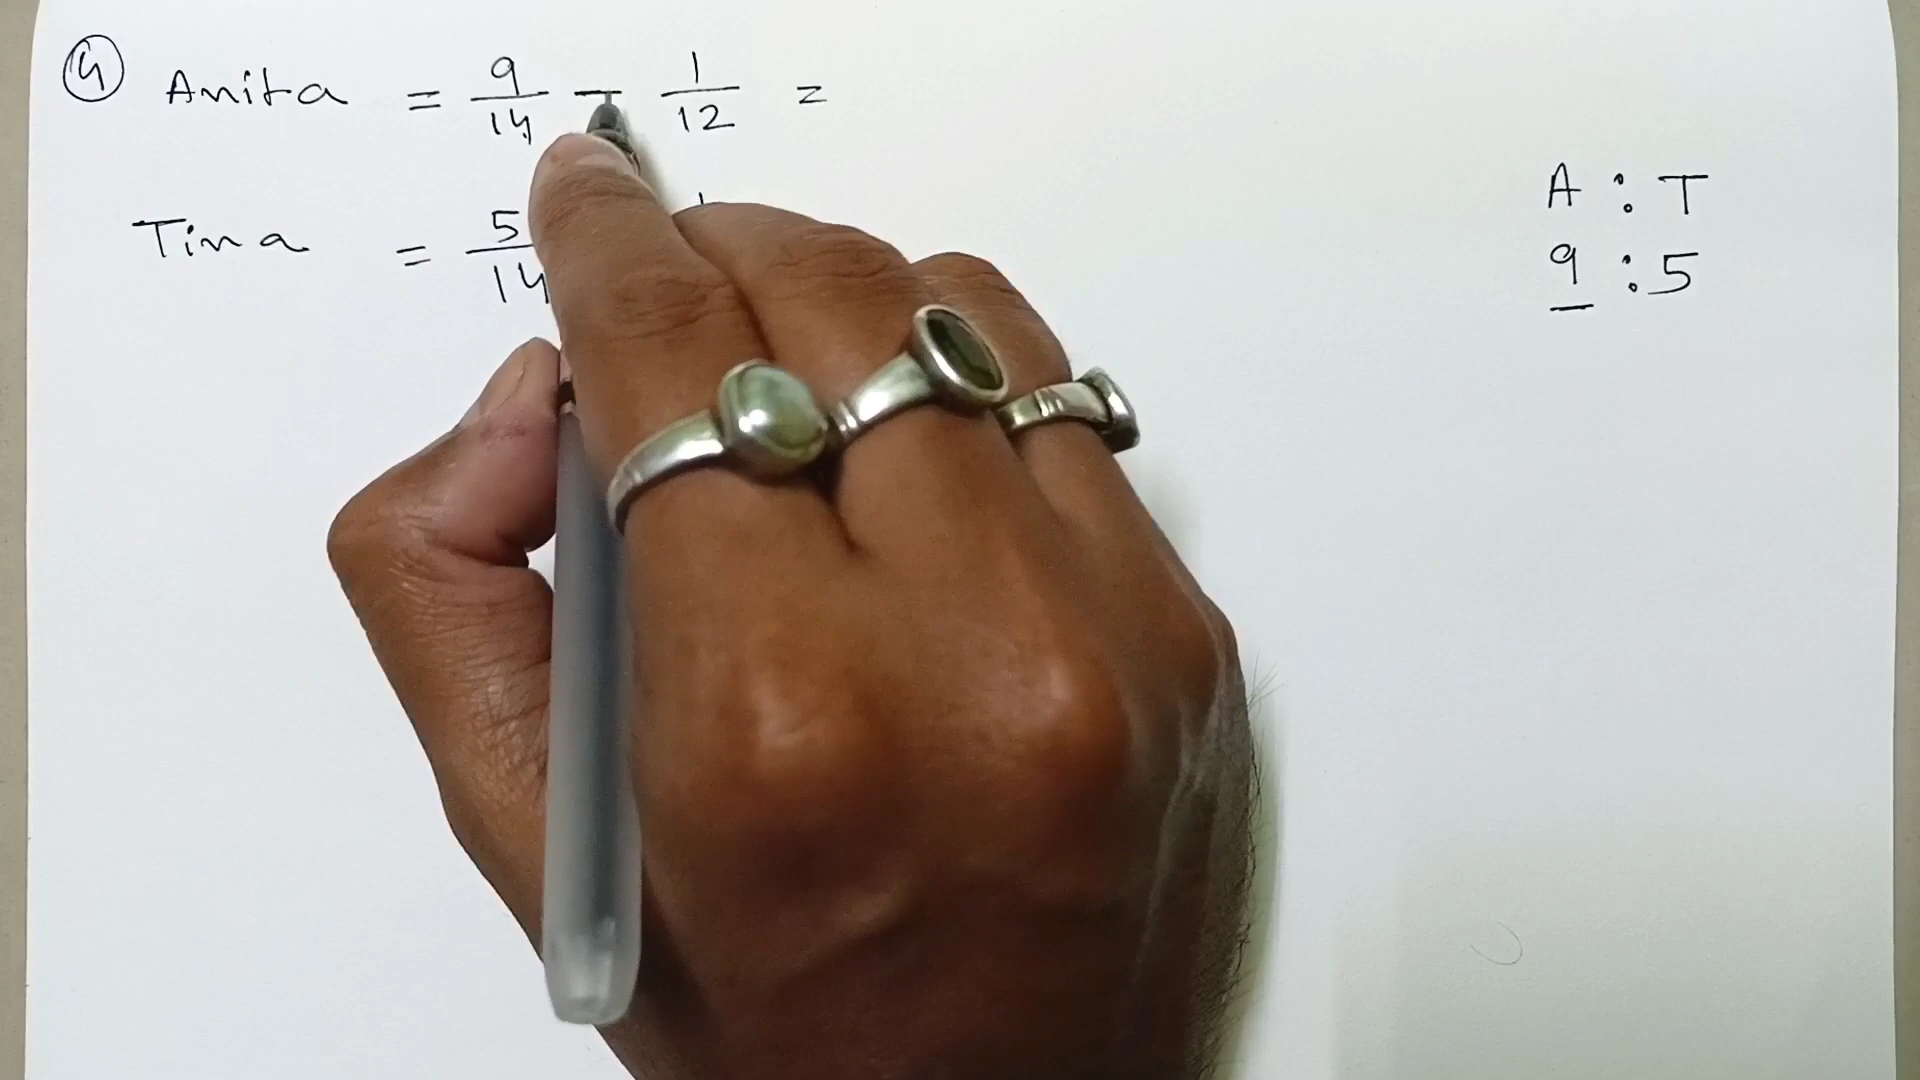 4 Anita = 9/14 - 1/12 =
Tina = 5/14
A : T
9 : 5